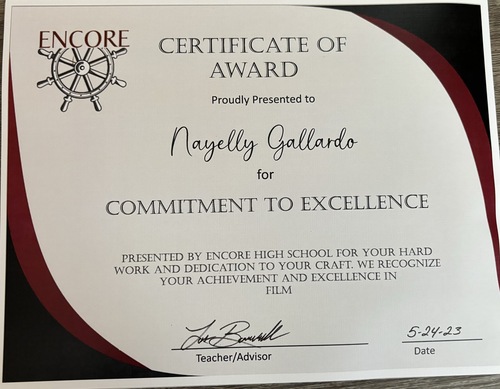 ENCORE
CERTIFICATE OF
AWARD
Proudly Presented to
Nayelly Gallardo
for
COMMITMENT TO EXCELLENCE
PRESENTED BY ENCORE HIGH SCHOOL FOR YOUR HARD
WORK AND DEDICATION TO YOUR CRAFT. WE RECOGNIZE
YOUR ACHIEVEMENT AND EXCELLENCE IN
FILM
5-24-23
Teacher/Advisor
Date